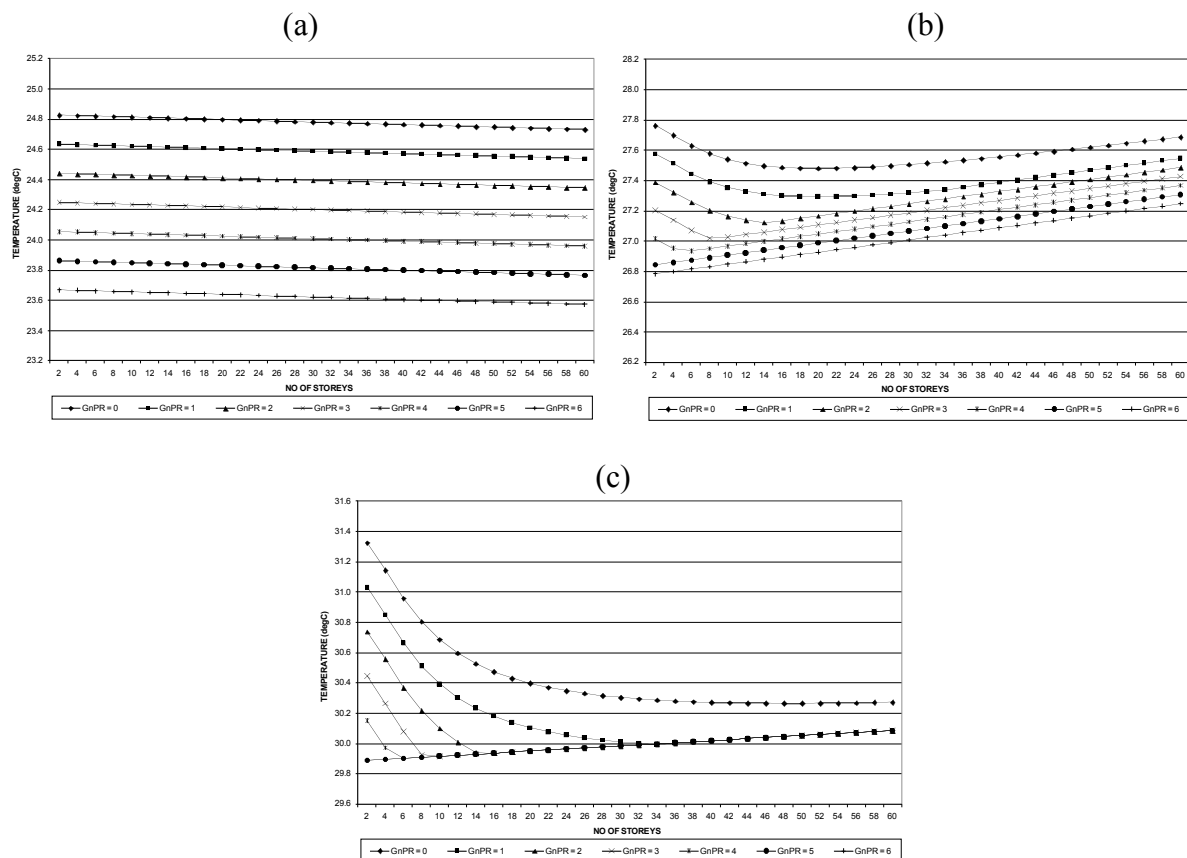 (a)
(b)
25.2
25.0
24.8
24.6
24.4
24.2
24.0
23.8
23.6
23.4
23.2
TEMPERATURE (degC)
2 4 6 8 10 12 14 16 18 20 22 24 26 28 30 32 34 36 38 40 42 44 46 48 50 52 54 56 58 60
NO OF STOREYS
GnPR = 0 GnPR = 1 GnPR = 2 GnPR = 3 GnPR = 4 GnPR = 5 GnPR = 6
28.2
28.0
27.8
27.6
27.4
27.2
27.0
26.8
26.6
26.4
26.2
TEMPERATURE (degC)
2 4 6 8 10 12 14 16 18 20 22 24 26 28 30 32 34 36 38 40 42 44 46 48 50 52 54 56 58 60
NO OF STOREYS
GnPR = 0 GnPR = 1 GnPR = 2 GnPR = 3 GnPR = 4 GnPR = 5 GnPR = 6
(c)
31.6
31.4
31.2
31.0
30.8
30.6
30.4
30.2
30.0
29.8
29.6
TEMPERATURE (degC)
2 4 6 8 10 12 14 16 18 20 22 24 26 28 30 32 34 36 38 40 42 44 46 48 50 52 54 56 58 60
NO OF STOREYS
GnPR = 0 GnPR = 1 GnPR = 2 GnPR = 3 GnPR = 4 GnPR = 5 GnPR = 6